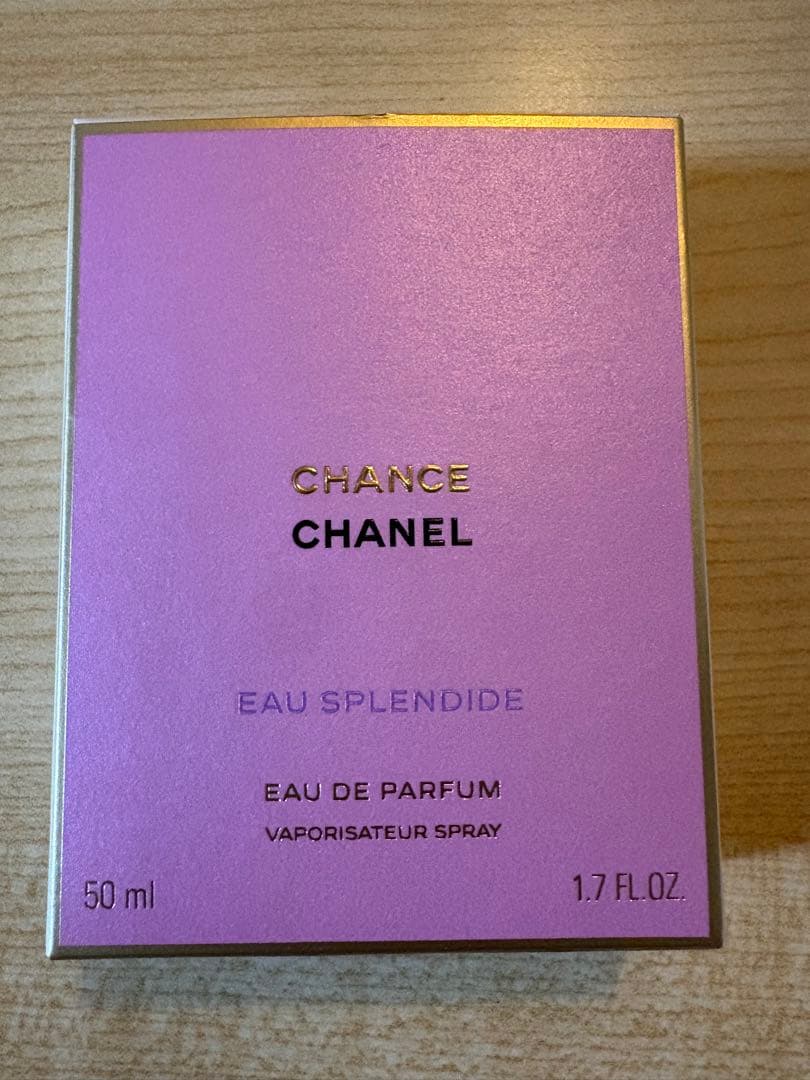 CHANCE
CHANEL
EAU SPLENDIDE
EAU DE PARFUM
VAPORISATEUR SPRAY
50 ml
1.7 FL.OZ.